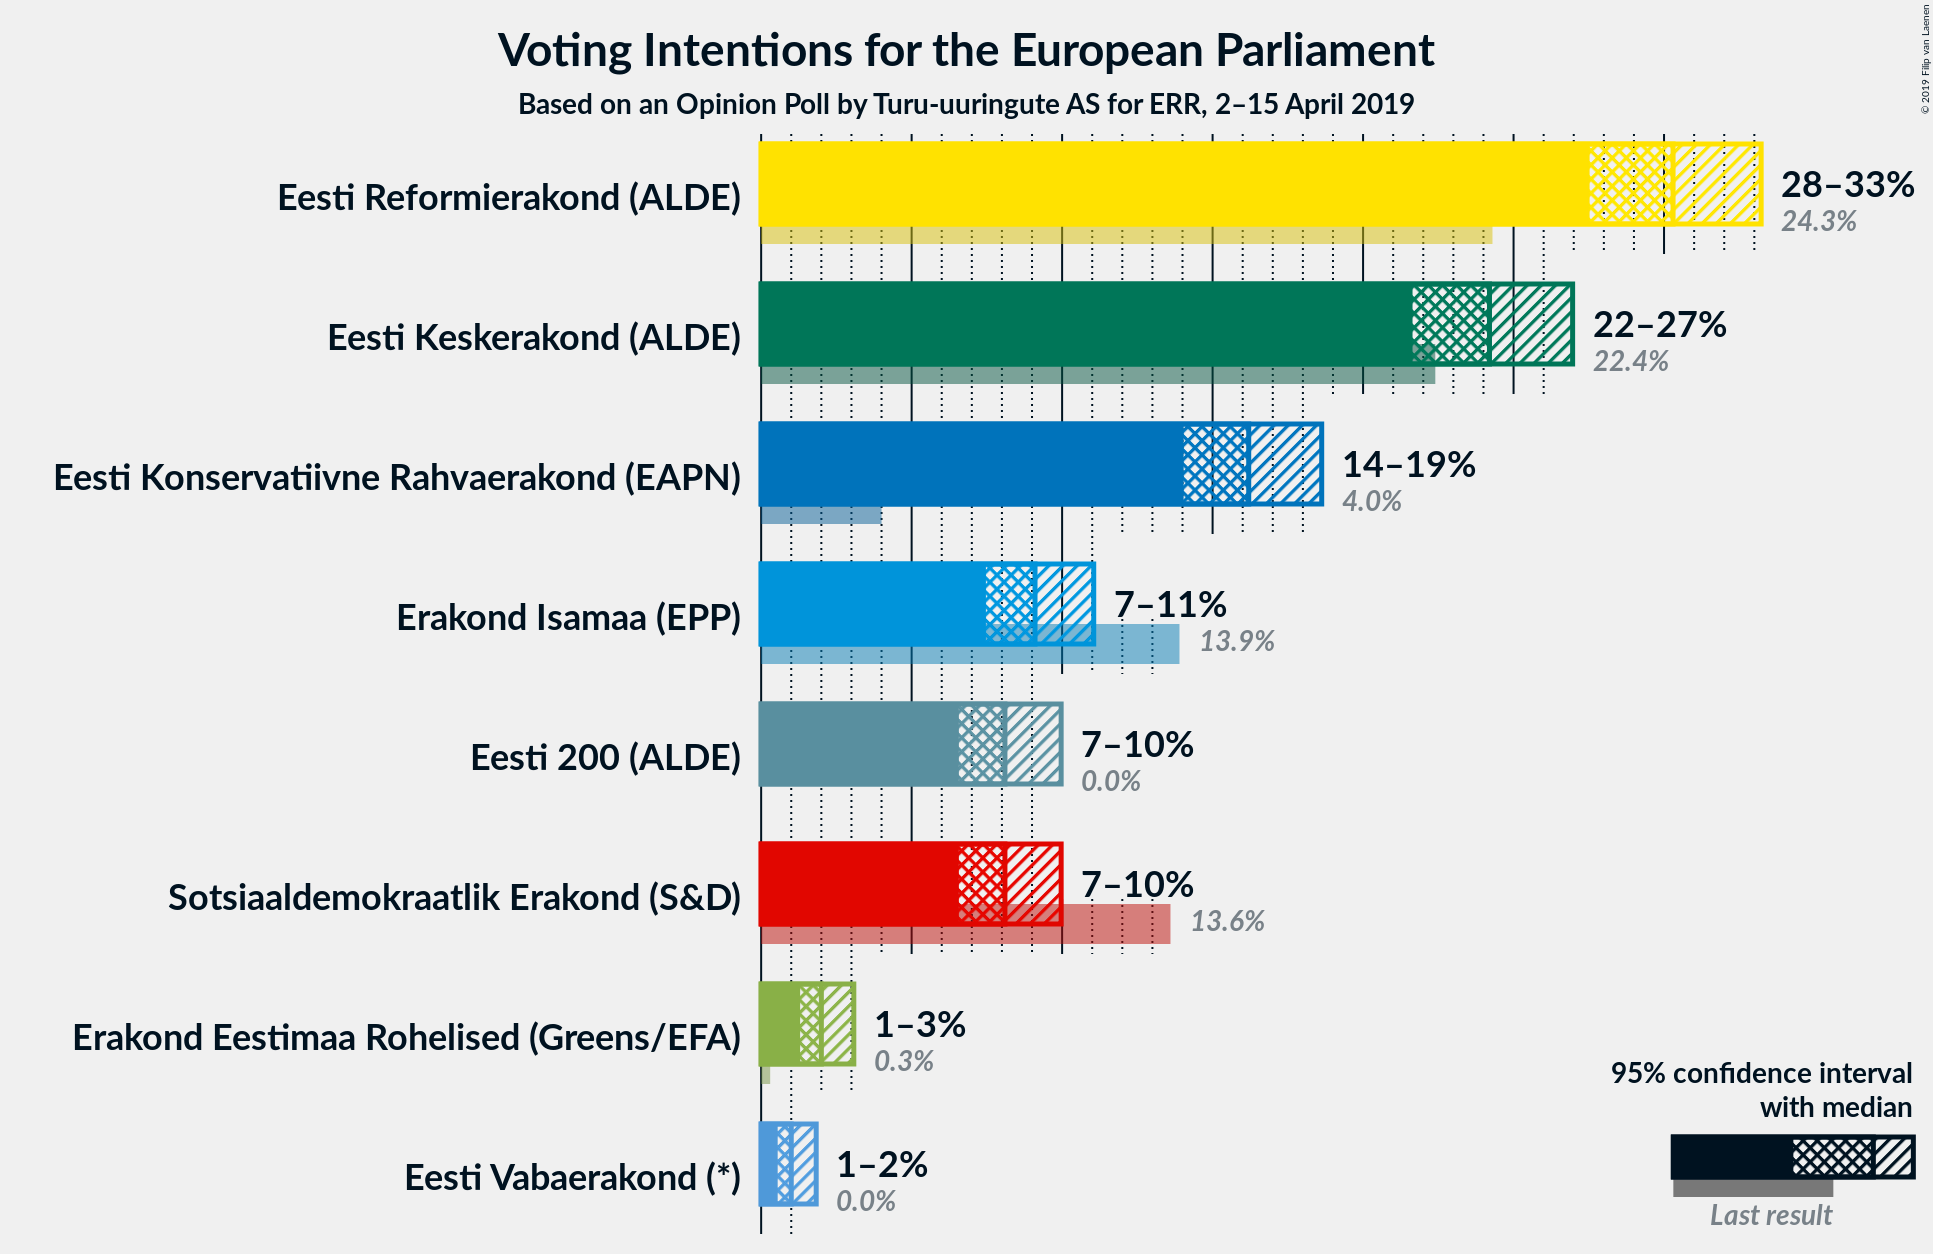 Voting Intentions for the European Parliament
Based on an Opinion Poll by Turu-uuringute AS for ERR, 2–15 April 2019
© 2019 Filip van Laenen
Eesti Reformierakond (ALDE)
28–33%
24.3%
Eesti Keskerakond (ALDE)
22–27%
22.4%
Eesti Konservatiivne Rahvaerakond (EAPN)
14–19%
4.0%
Erakond Isamaa (EPP)
7–11%
13.9%
Eesti 200 (ALDE)
7–10%
0.0%
Sotsiaaldemokraatlik Erakond (S&D)
7–10%
13.6%
Erakond Eestimaa Rohelised (Greens/EFA)
1–3%
0.3%
Eesti Vabaerakond (*)
1–2%
0.0%
95% confidence interval
with median
Last result